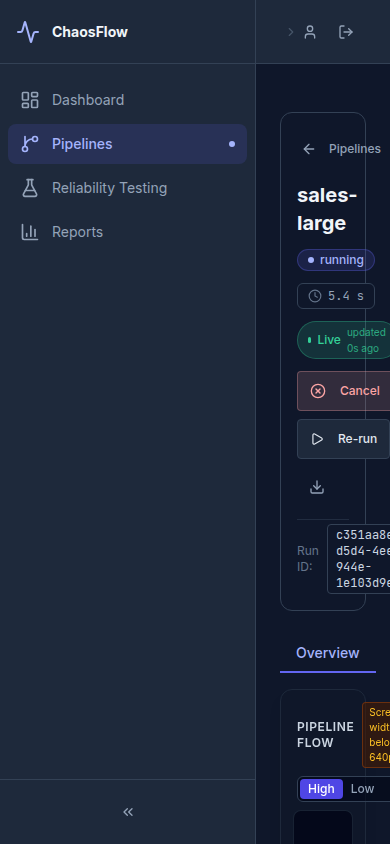 ChaosFlow
Dashboard
Pipelines
Reliability Testing
Reports
Pipelines
sales-
large
running
5.4 s
Live
updated
0s ago
Cancel
Re-run
Run
ID:
c351aa8
d5d4-4ee
944e-
1e103d9e
Overview
PIPELINE
FLOW
Scre
widt
belo
640p
High
Low